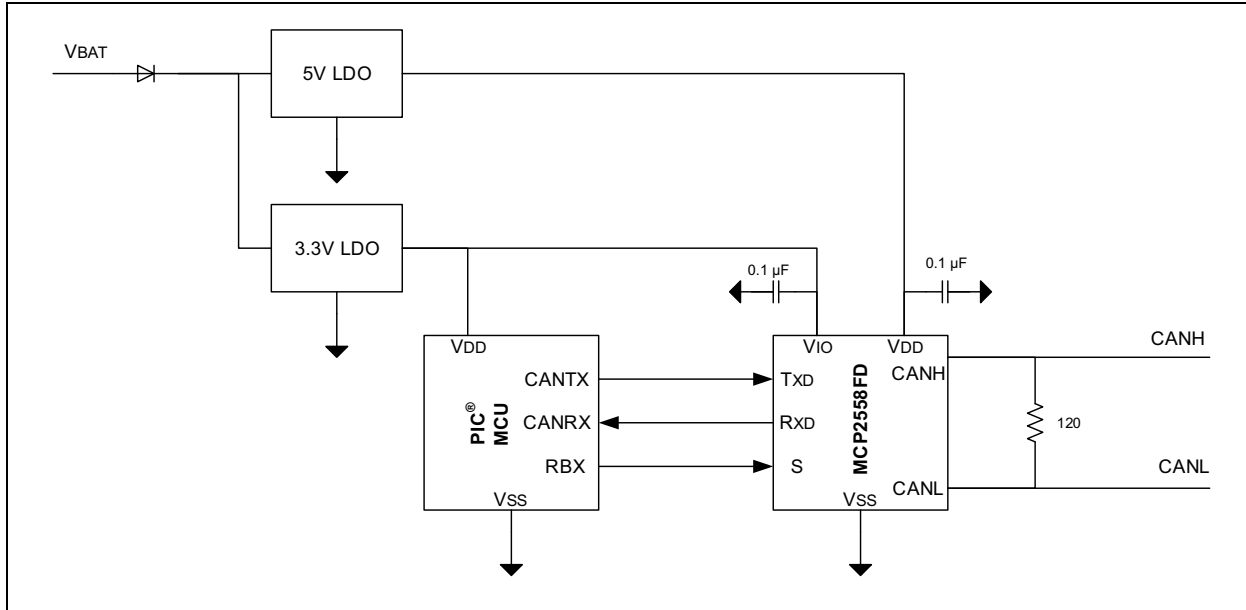 VBAT
5V LDO
3.3V LDO
0.1 µF
0.1 µF
VDD
CANTX
CANRX
RBX
VSS
PIC®
MCU
VIO
VDD
CANH
TXD
RXD
S
MCP2558FD
CANL
VSS
CANH
120
CANL